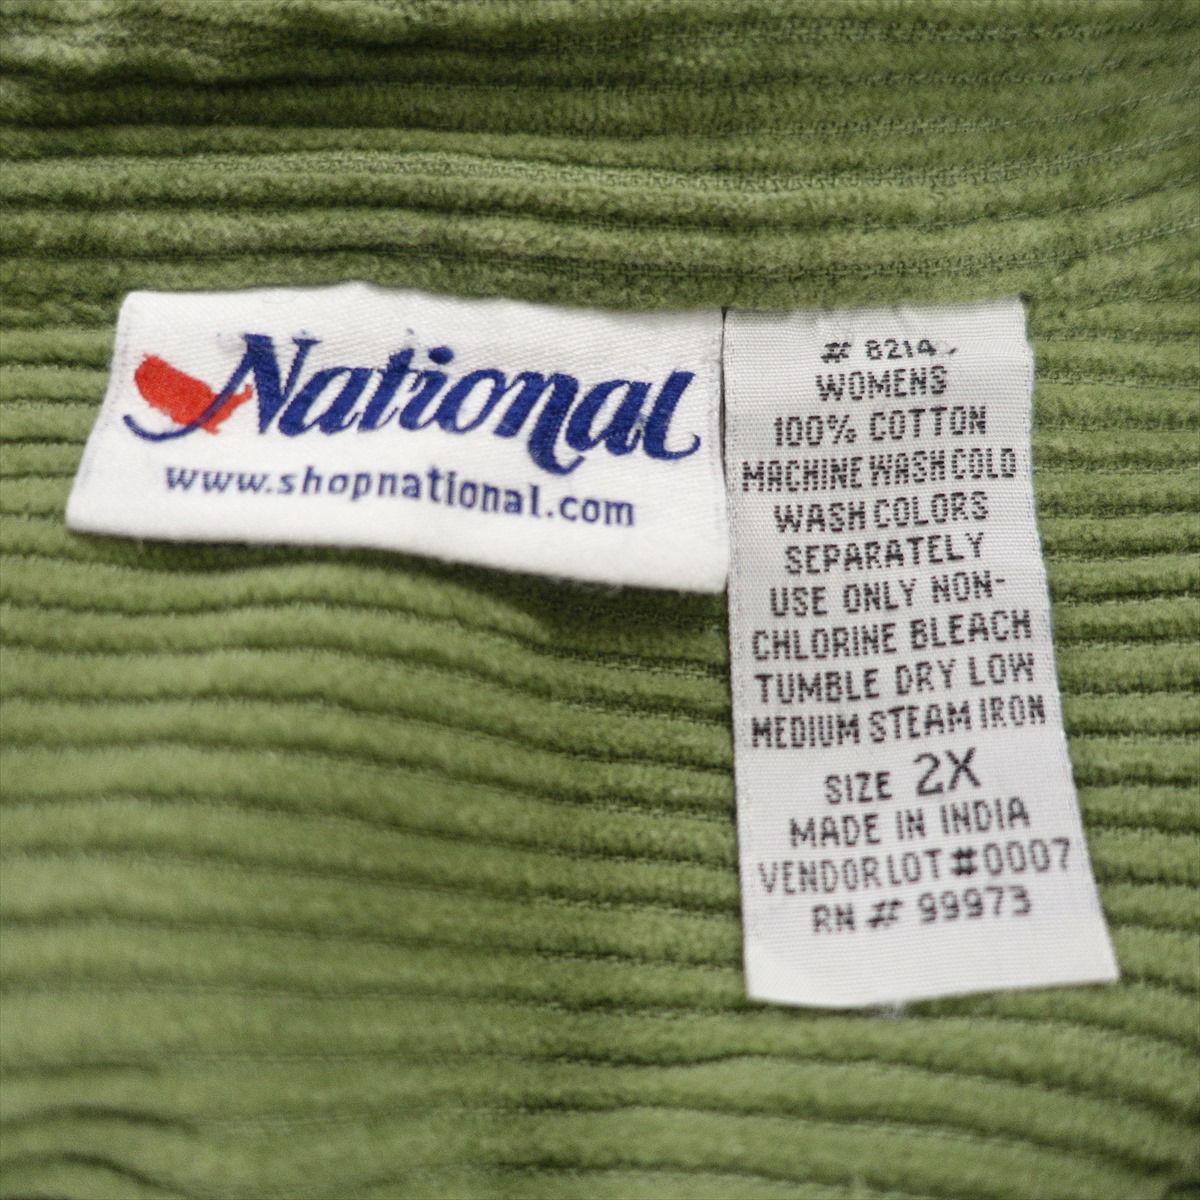 National
www.shopnational.com
# 8214
WOMENS
100% COTTON
MACHINE WASH COLD
WASH COLORS
SEPARATELY
USE ONLY NON-
CHLORINE BLEACH
TUMBLE DRY LOW
MEDIUM STEAM IRON
SIZE 2X
MADE IN INDIA
VENDOR LOT #0007
RN # 99973